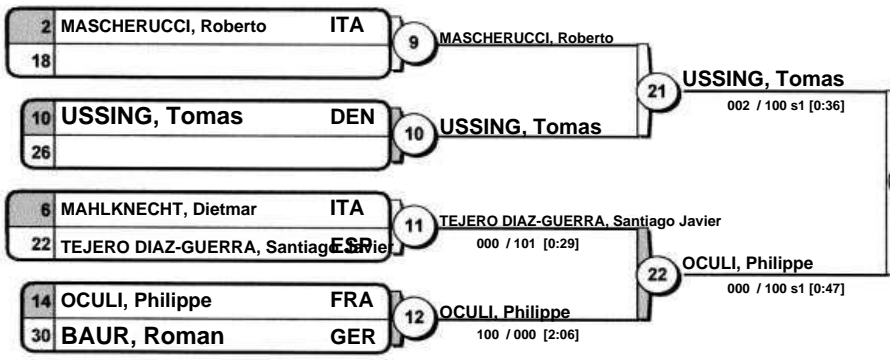 2 MASCHERUCCI, Roberto ITA
18
9
MASCHERUCCI, Roberto
10 USSING, Tomas DEN
26
10
USSING, Tomas
21
USSING, Tomas
002 / 100 s1 [0:36]
6 MAHLKNECHT, Dietmar ITA
22 TEJERO DIAZ-GUERRA, Santiago Javier ESP
11
TEJERO DIAZ-GUERRA, Santiago Javier
000 / 101 [0:29]
14 OCULI, Philippe FRA
30 BAUR, Roman GER
12
OCULI, Philippe
100 / 000 [2:06]
22
OCULI, Philippe
000 / 100 s1 [0:47]